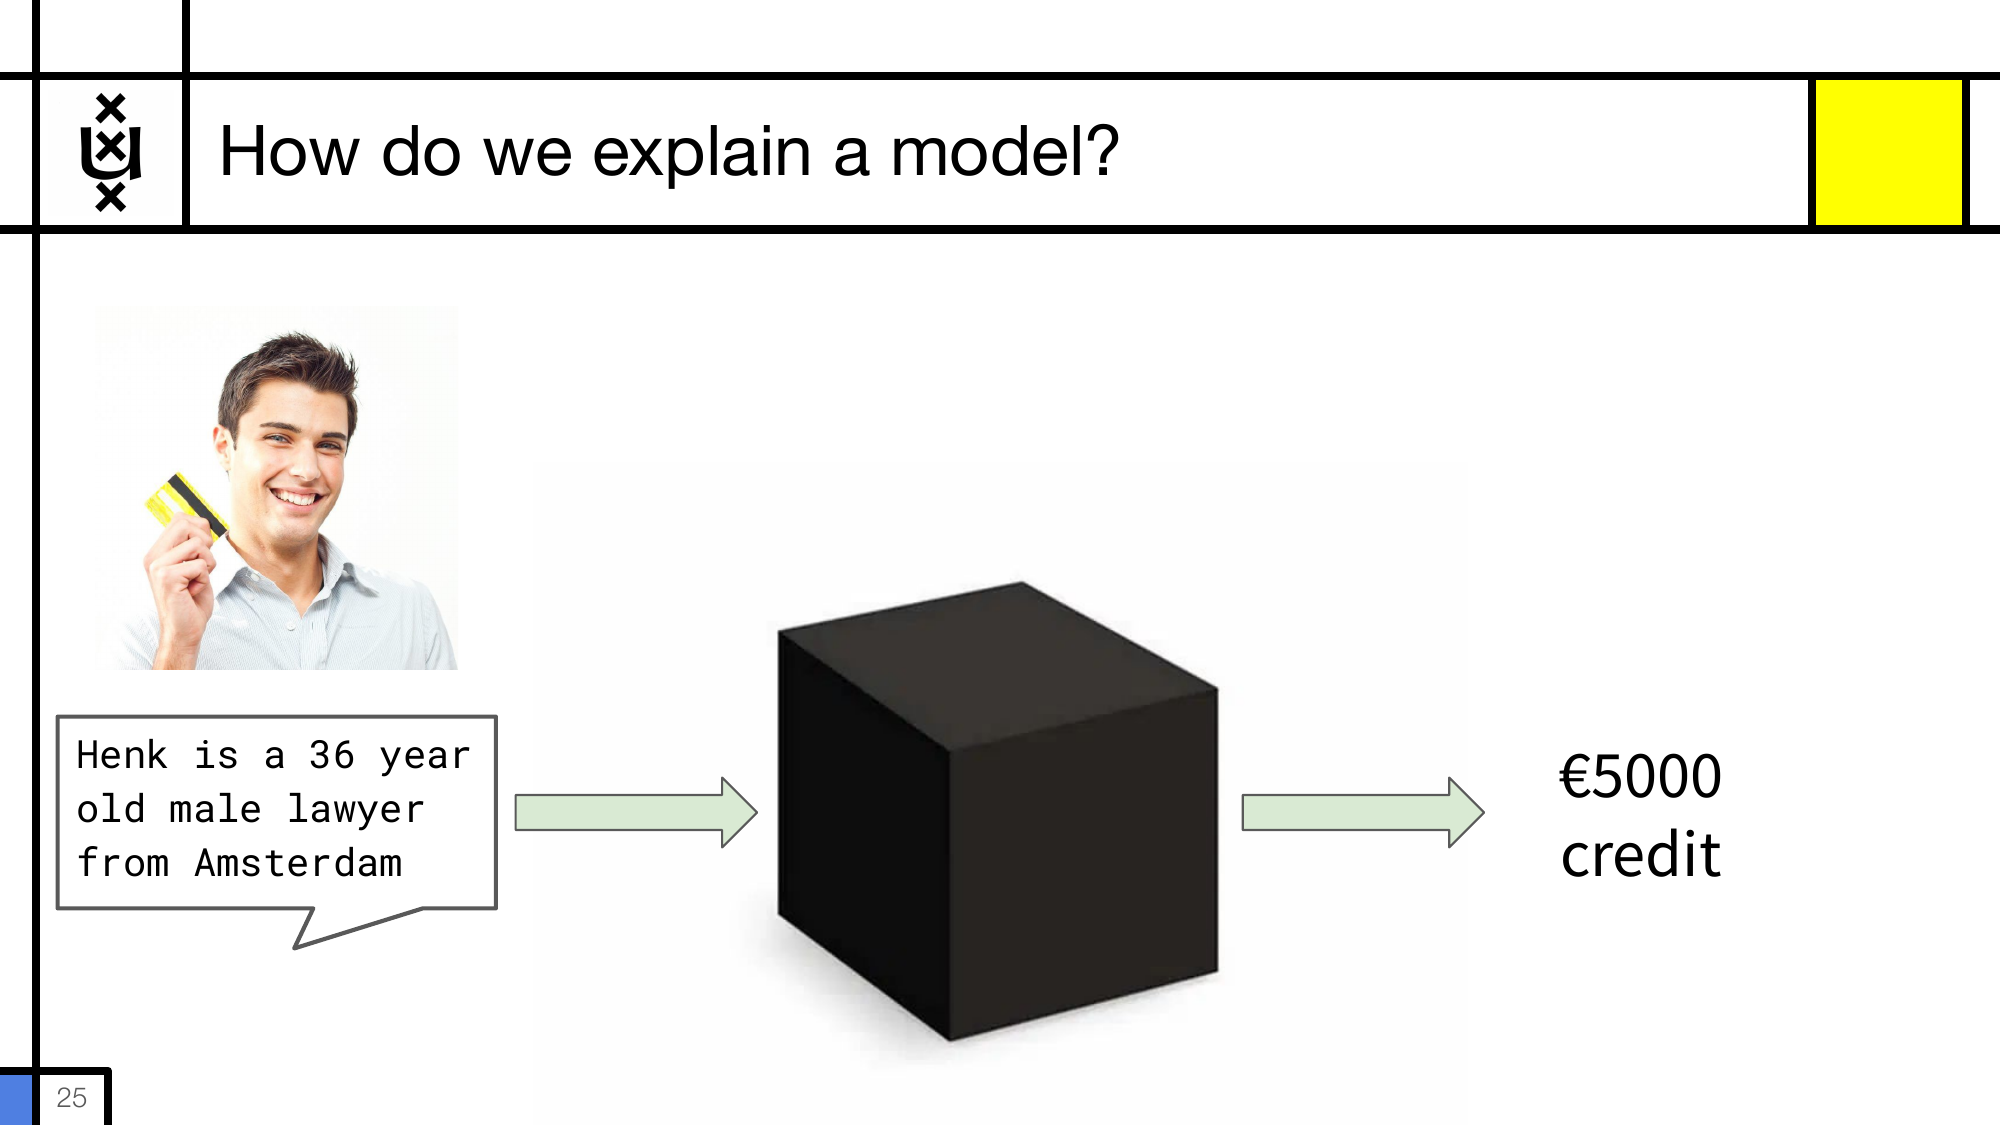 How do we explain a model?
Henk is a 36 year
old male lawyer
from Amsterdam
€5000
credit
25